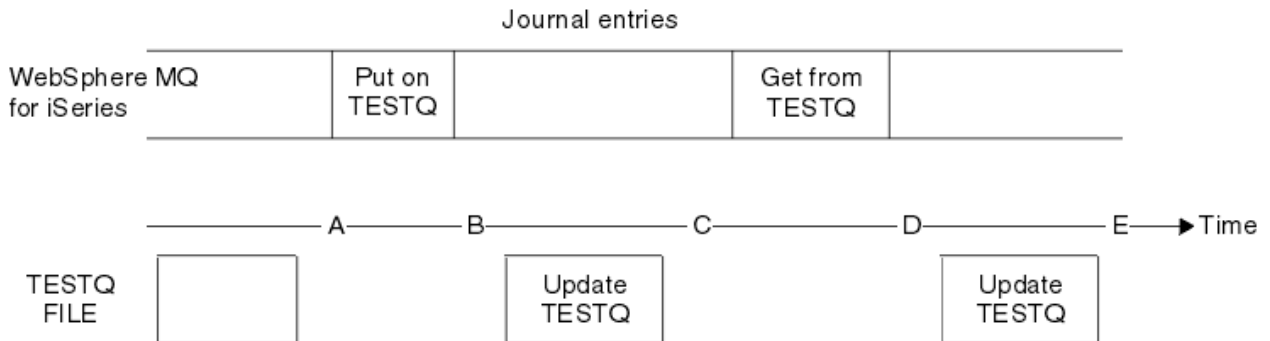 Journal entries
WebSphere MQ
for iSeries
Put on
TESTQ
Get from
TESTQ
A
B
C
D
E
Time
TESTQ
FILE
Update
TESTQ
Update
TESTQ